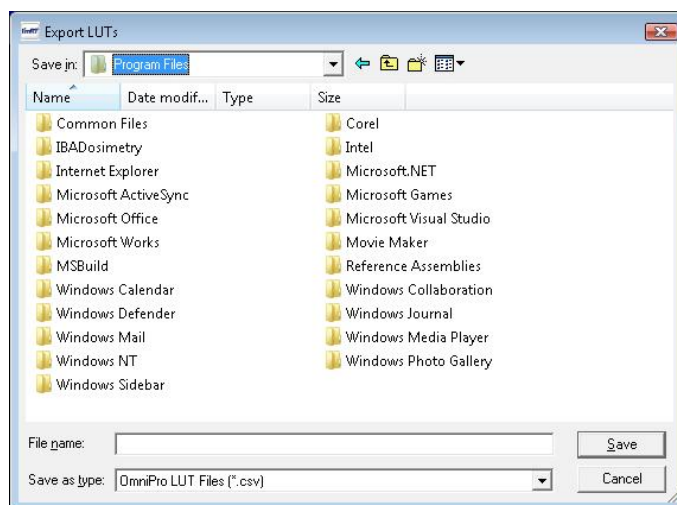 Export LUTs
Save in: Program Files
Name Date modif... Type Size
Common Files Corel
IBADosimetry Intel
Internet Explorer Microsoft.NET
Microsoft ActiveSync Microsoft Games
Microsoft Office Microsoft Visual Studio
Microsoft Works Movie Maker
MSBuild Reference Assemblies
Windows Calendar Windows Collaboration
Windows Defender Windows Journal
Windows Mail Windows Media Player
Windows NT Windows Photo Gallery
Windows Sidebar
File name: Save
Save as type: OmniPro LUT Files (*.csv) Cancel